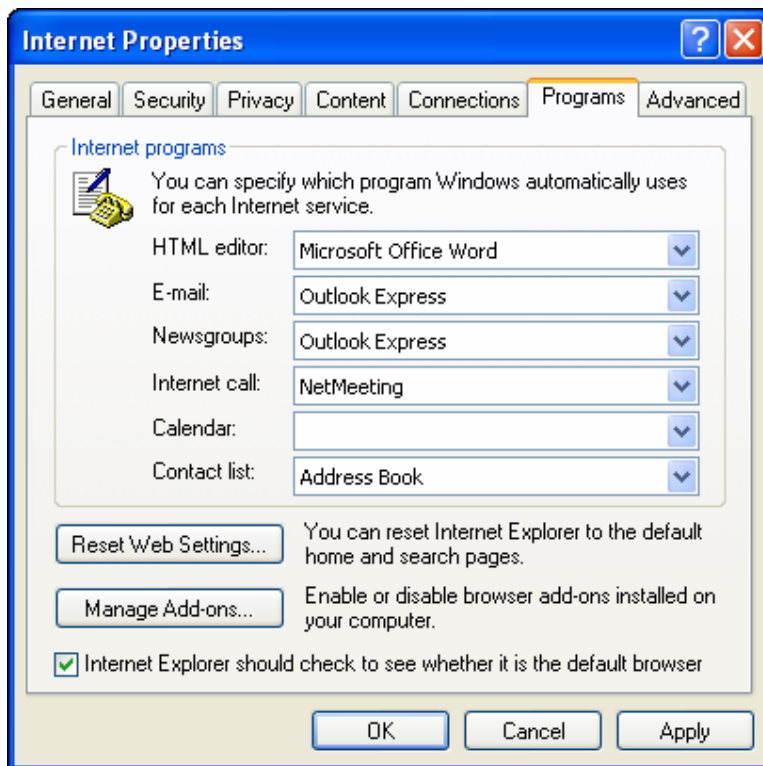 Internet Properties
General Security Privacy Content Connections Programs Advanced
Internet programs
You can specify which program Windows automatically uses
for each Internet service.
HTML editor: Microsoft Office Word
E-mail: Outlook Express
Newsgroups: Outlook Express
Internet call: NetMeeting
Calendar:
Contact list: Address Book
Reset Web Settings... You can reset Internet Explorer to the default
home and search pages.
Manage Add-ons... Enable or disable browser add-ons installed on
your computer.
Internet Explorer should check to see whether it is the default browser
OK Cancel Apply